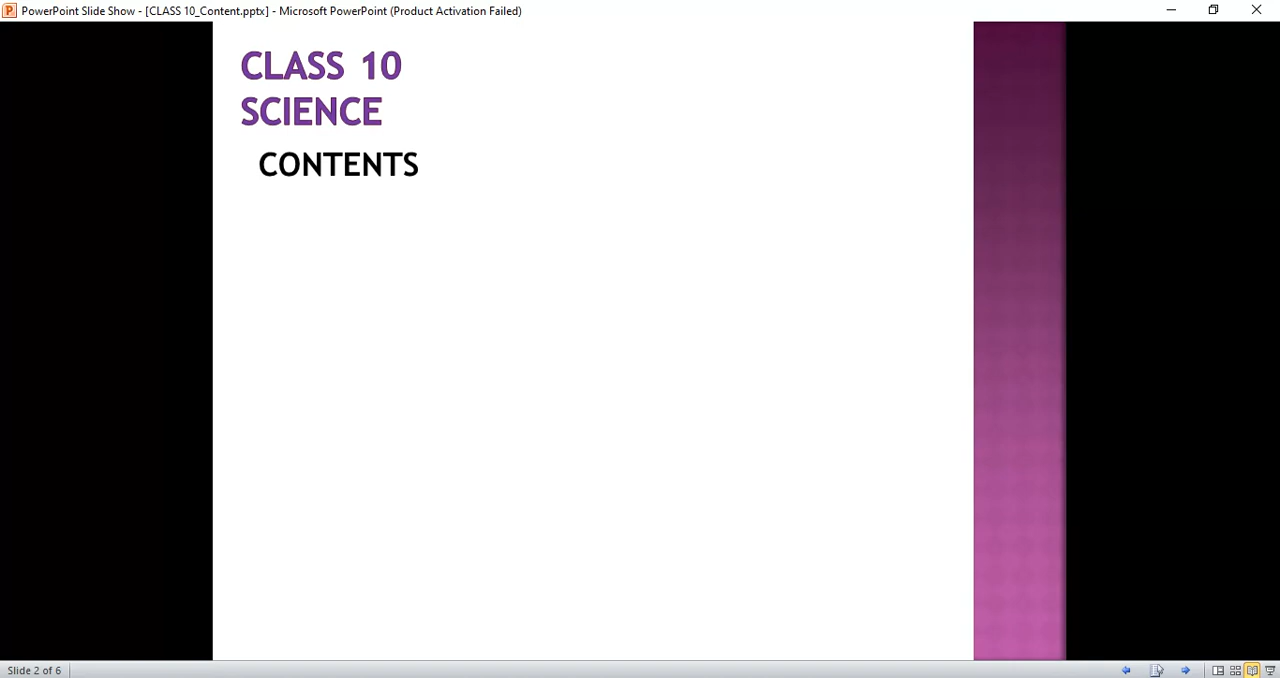 PowerPoint Slide Show - [CLASS 10_Content.pptx] - Microsoft PowerPoint (Product Activation Failed)
CLASS 10
SCIENCE
CONTENTS
Slide 2 of 6